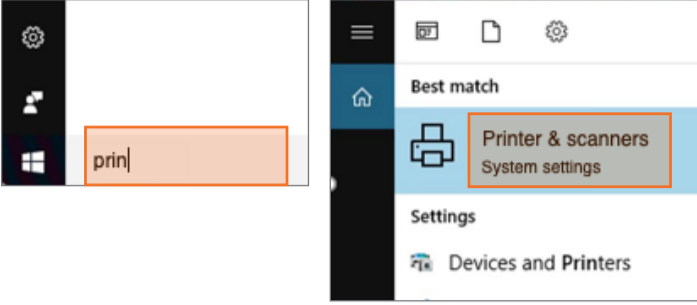 prin
Best match
Printer & scanners
System settings
Settings
Devices and Printers